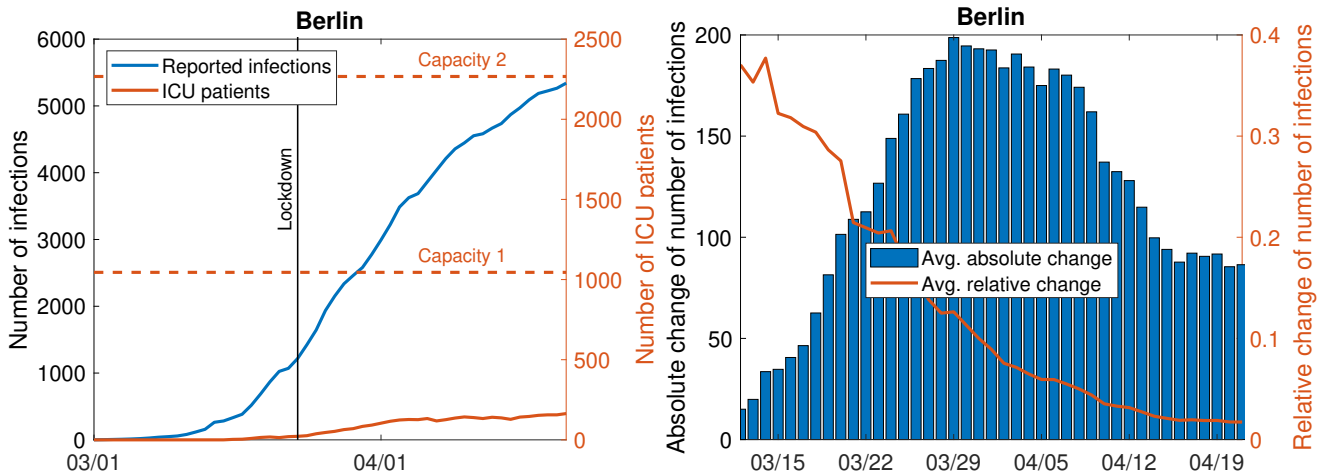 Berlin
6000
5000
4000
3000
2000
1000
0
Number of infections
Reported infections
ICU patients
Capacity 2
Capacity 1
Lockdown
2500
2000
1500
1000
500
0
Number of ICU patients
03/01
04/01
Berlin
200
150
100
50
0
Absolute change of number of infections
Avg. absolute change
Avg. relative change
0.4
0.3
0.2
0.1
0
Relative change of number of infections
03/15
03/22
03/29
04/05
04/12
04/19